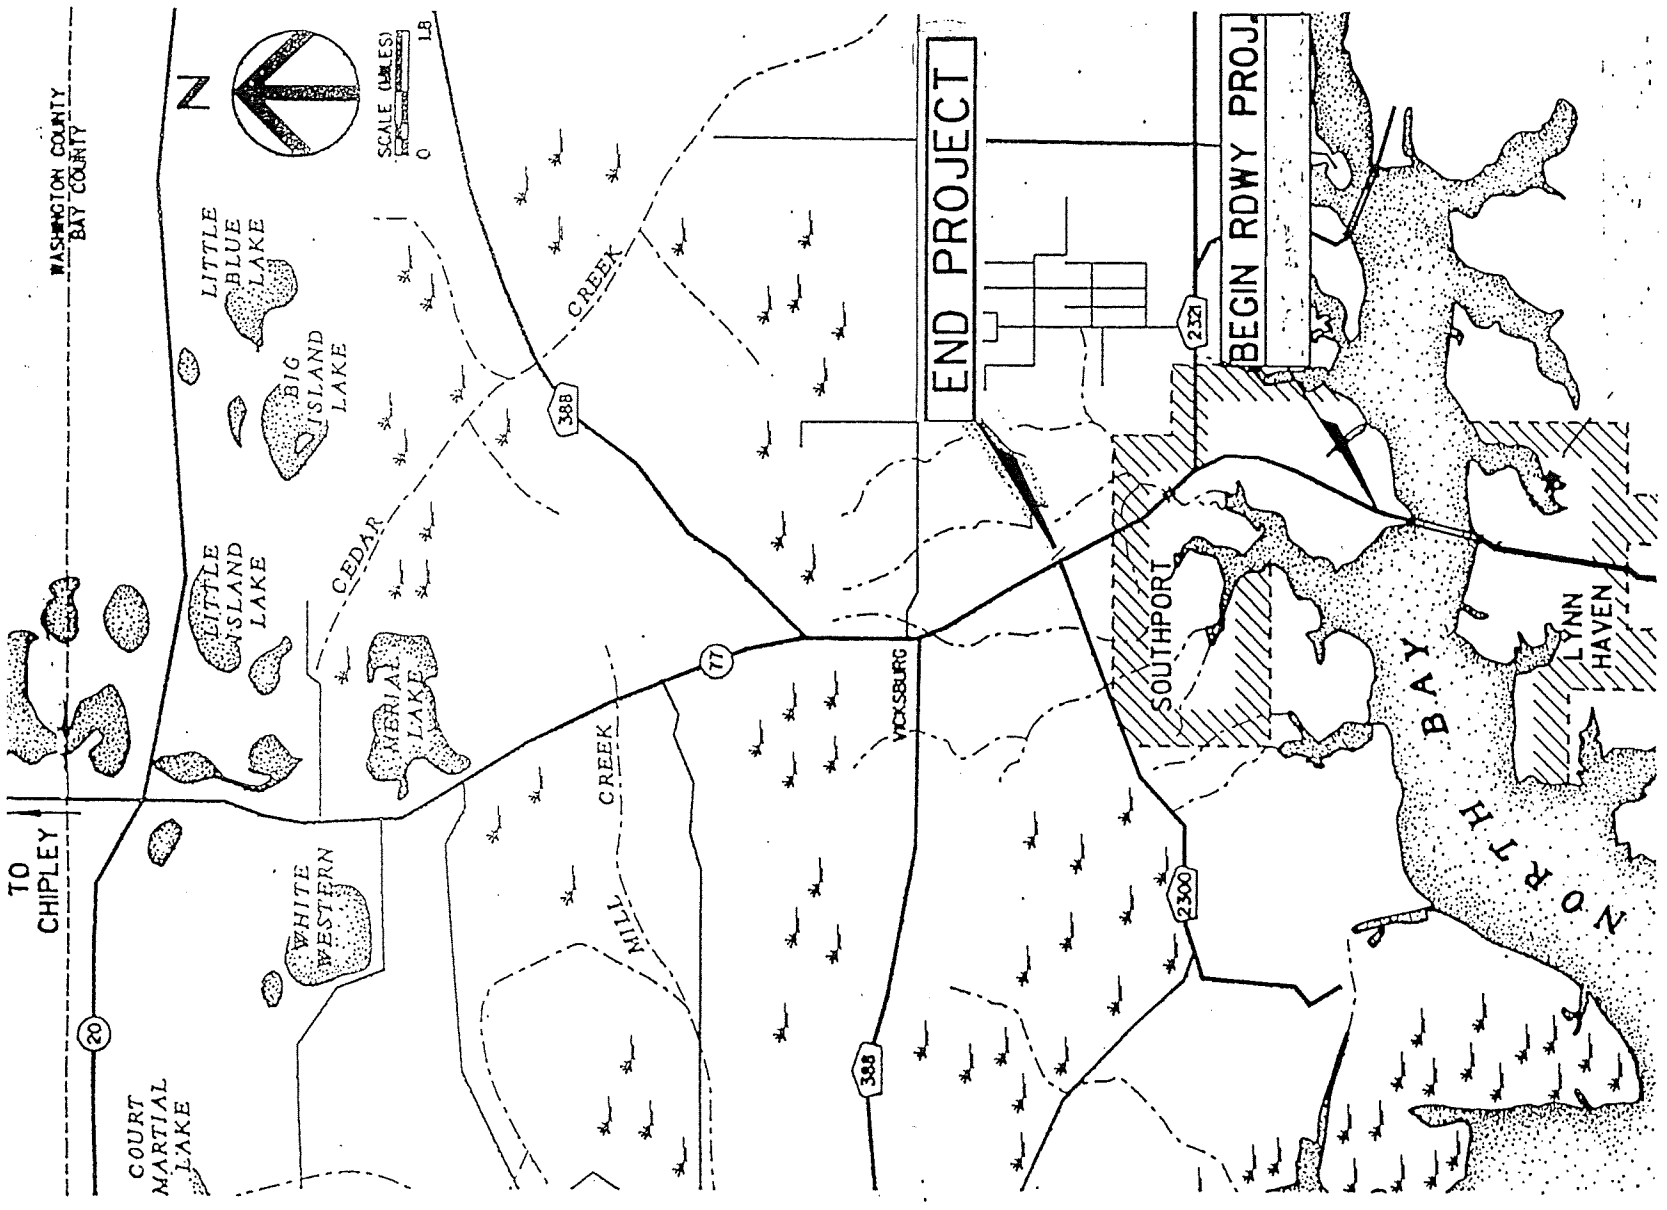 WASHINGTON COUNTY
BAY COUNTY
N
SCALE (MILES)
0
1.8
LITTLE
BLUE
LAKE
BIG
ISLAND
LAKE
LITTLE
ISLAND
LAKE
CEDAR
CREEK
388
END PROJECT
2321
BEGIN RDWY PROJ.
TO
CHIPLEY
MERIAL
LAKE
77
VICKSBURG
SOUTHPORT
LYNN
HAVEN
WHITE
WESTERN
MILL
CREEK
20
COURT
MARTIAL
LAKE
388
2300
NORTH
BAY